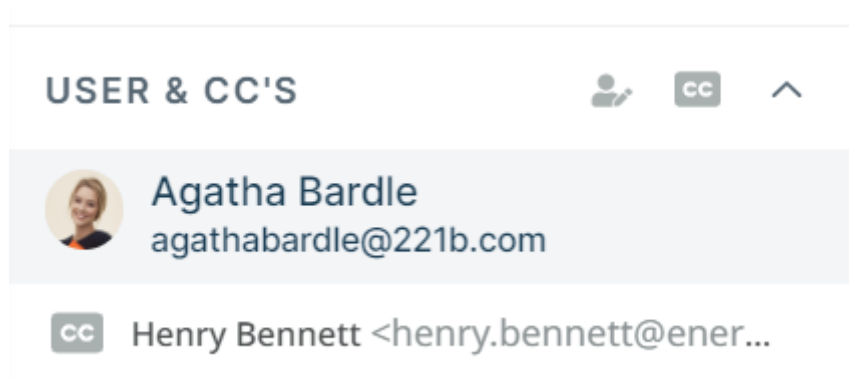 USER & CC'S CC
Agatha Bardle
agathabardle@221b.com
CC Henry Bennett <henry.bennett@ener...